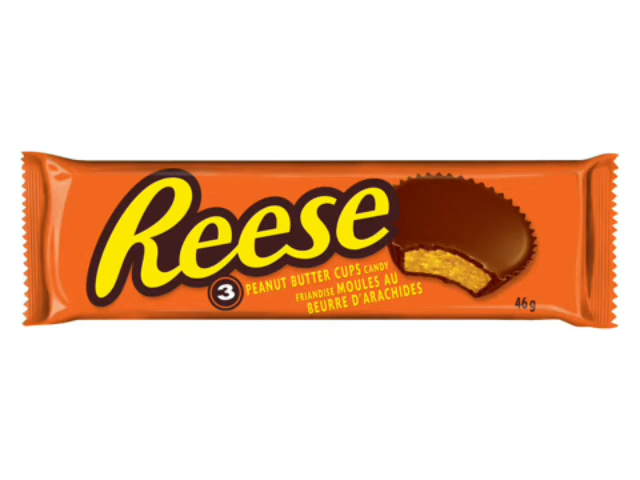 Reese
3 PEANUT BUTTER CUPS CANDY
FRIANDISE MOULES AU
BEURRE D'ARACHIDES
46 g